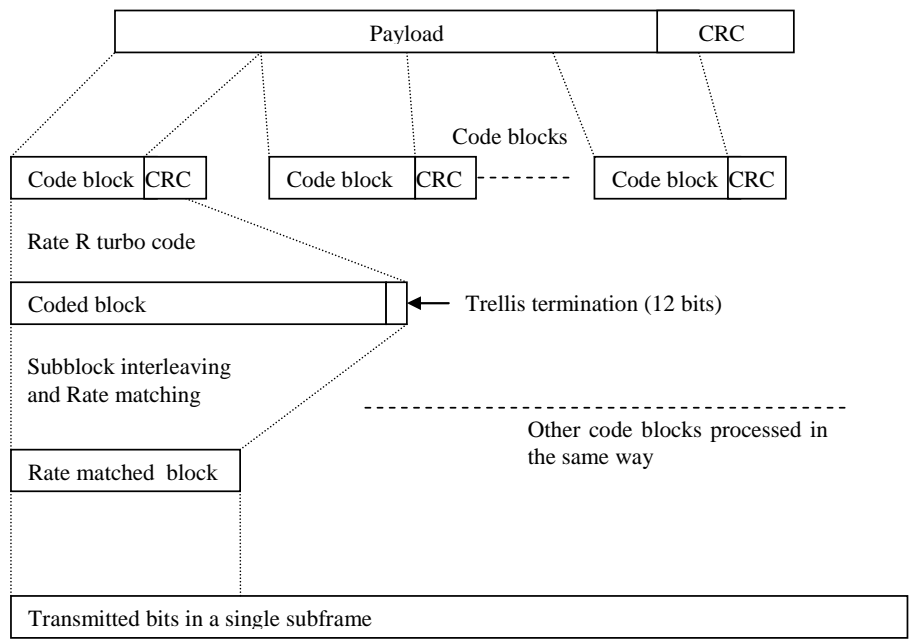 Payload CRC
Code blocks
Code block CRC Code block CRC Code block CRC
Rate R turbo code
Coded block
Trellis termination (12 bits)
Subblock interleaving
and Rate matching
Other code blocks processed in
the same way
Rate matched block
Transmitted bits in a single subframe